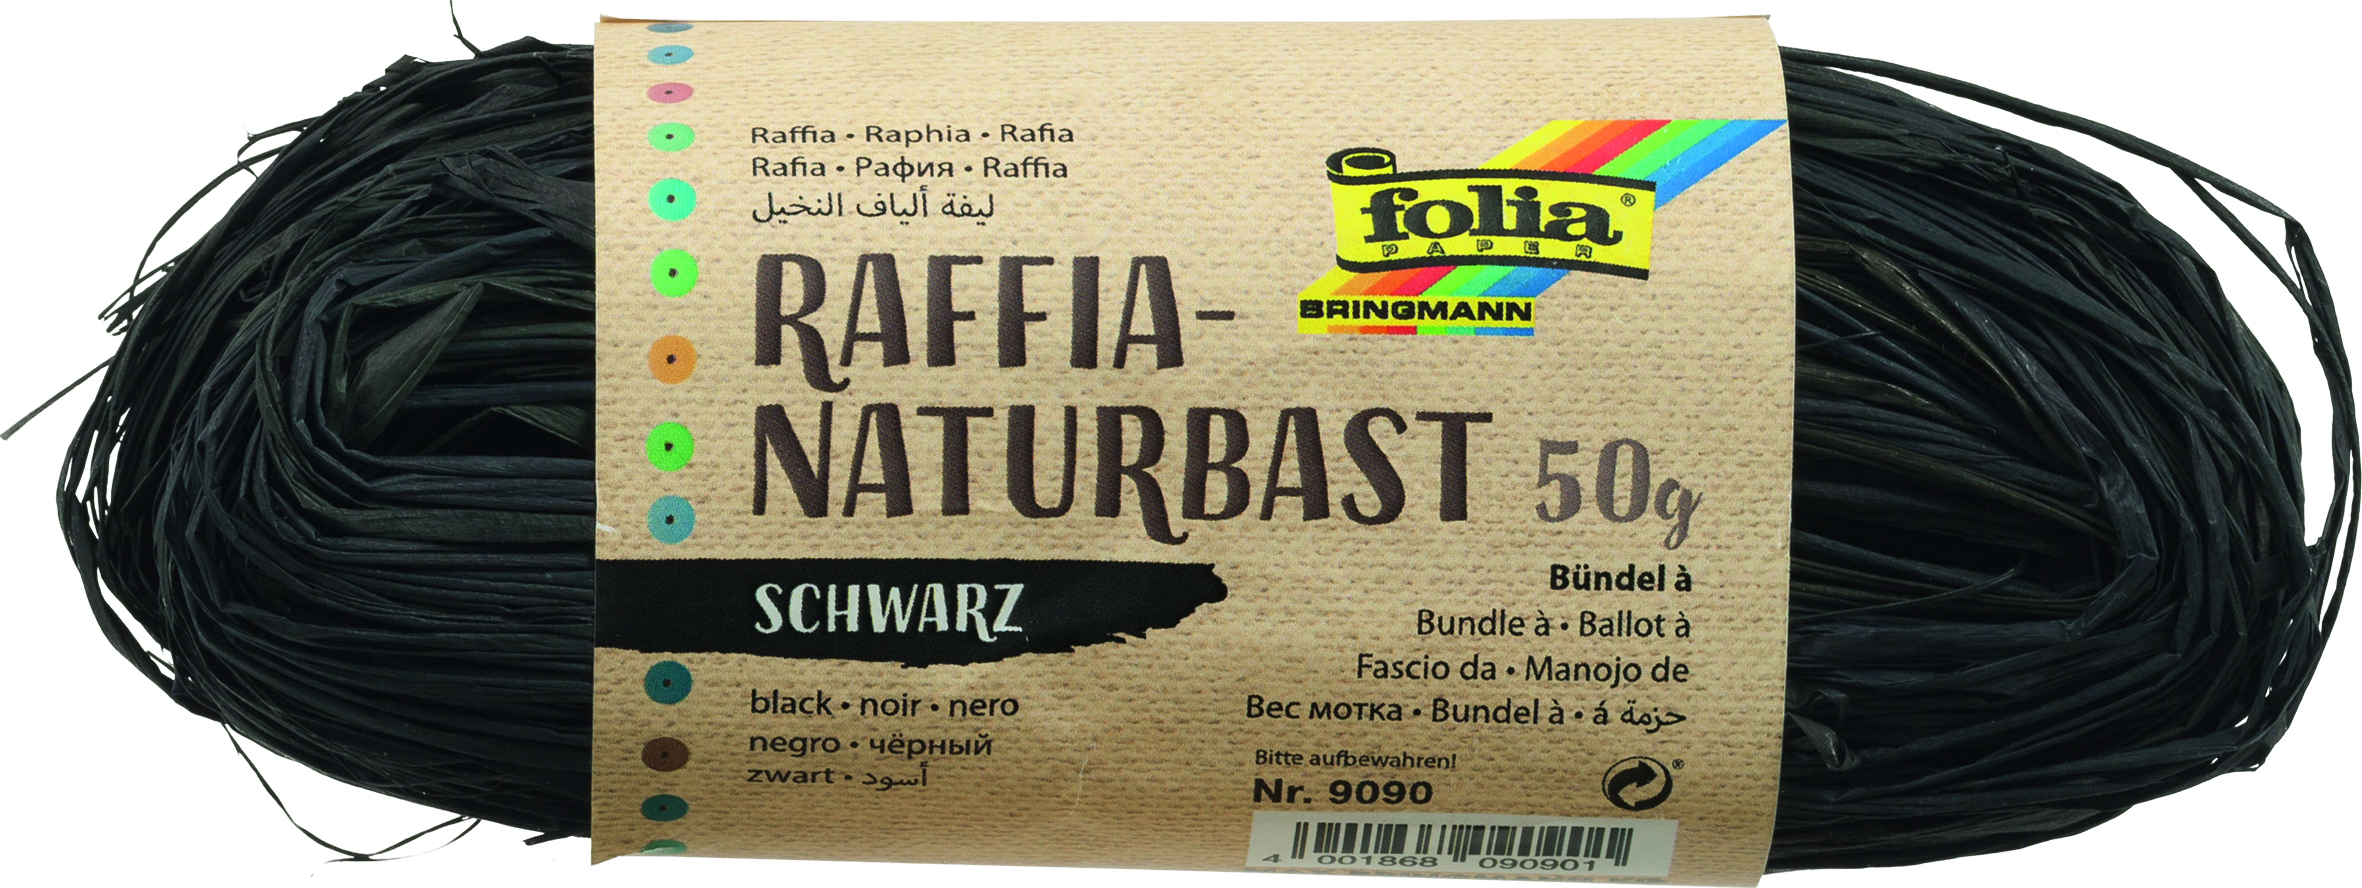 Raffia • Raphia • Rafia
Rafia • Рафия • Raffia
ليفة ألياف النخيل
folia®
PAPER
BRINGMANN
RAFFIA-
NATURBAST 50g
SCHWARZ
black • noir • nero
negro • чёрный
zwart • أسود
Bündel à
Bundle à • Ballot à
Fascio da • Manojo de
Вес мотка • Bundel à • á حزمة
Bitte aufbewahren!
Nr. 9090
®
4 001868 090901